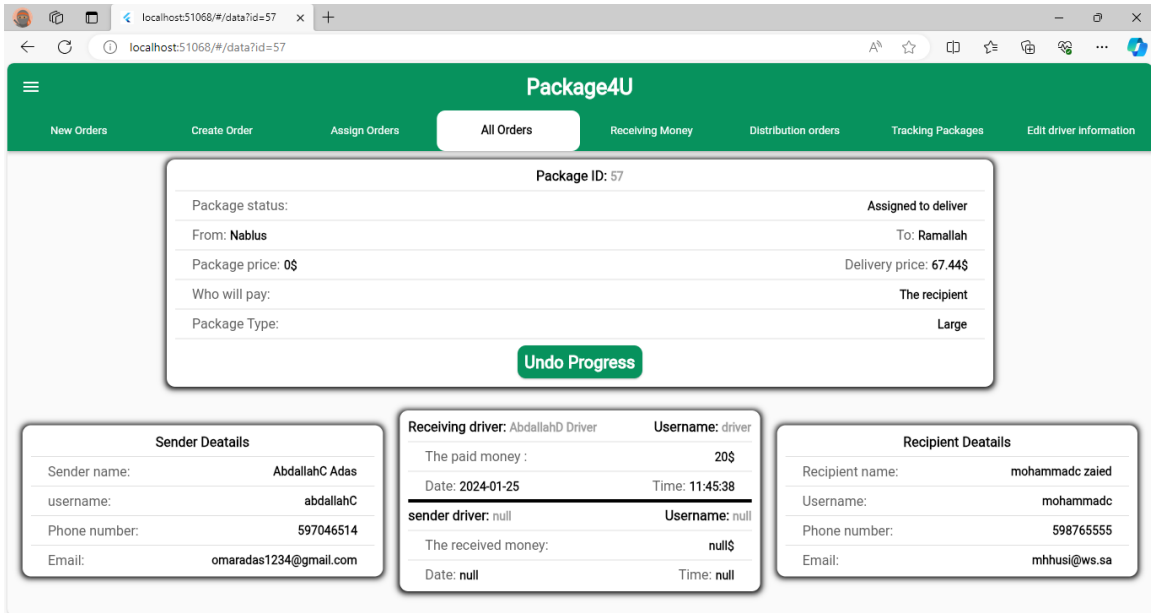 localhost:51068/#/data?id=57
localhost:51068/#/data?id=57
Package4U
New Orders Create Order Assign Orders All Orders Receiving Money Distribution orders Tracking Packages Edit driver information
Package ID: 57
Package status: Assigned to deliver
From: Nablus To: Ramallah
Package price: 0$ Delivery price: 67.44$
Who will pay: The recipient
Package Type: Large
Undo Progress
Sender Deatails
Sender name: AbdallahC Adas
username: abdallahC
Phone number: 597046514
Email: omaradas1234@gmail.com
Receiving driver: AbdallahD Driver Username: driver
The paid money : 20$
Date: 2024-01-25 Time: 11:45:38
sender driver: null Username: null
The received money: null$
Date: null Time: null
Recipient Deatails
Recipient name: mohammadc zaied
Username: mohammadc
Phone number: 598765555
Email: mhhusi@ws.sa